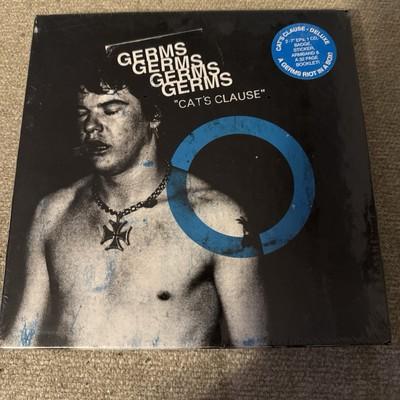 GERMS
GERMS
GERMS
GERMS
"CAT'S CLAUSE"
CAT'S CLAUSE - DELUXE
3 7" EPs, 1 CD,
BADGE,
STICKER,
ARMBAND &
A 32 PAGE
BOOKLET!
A GERMS RIOT IN A BOX!